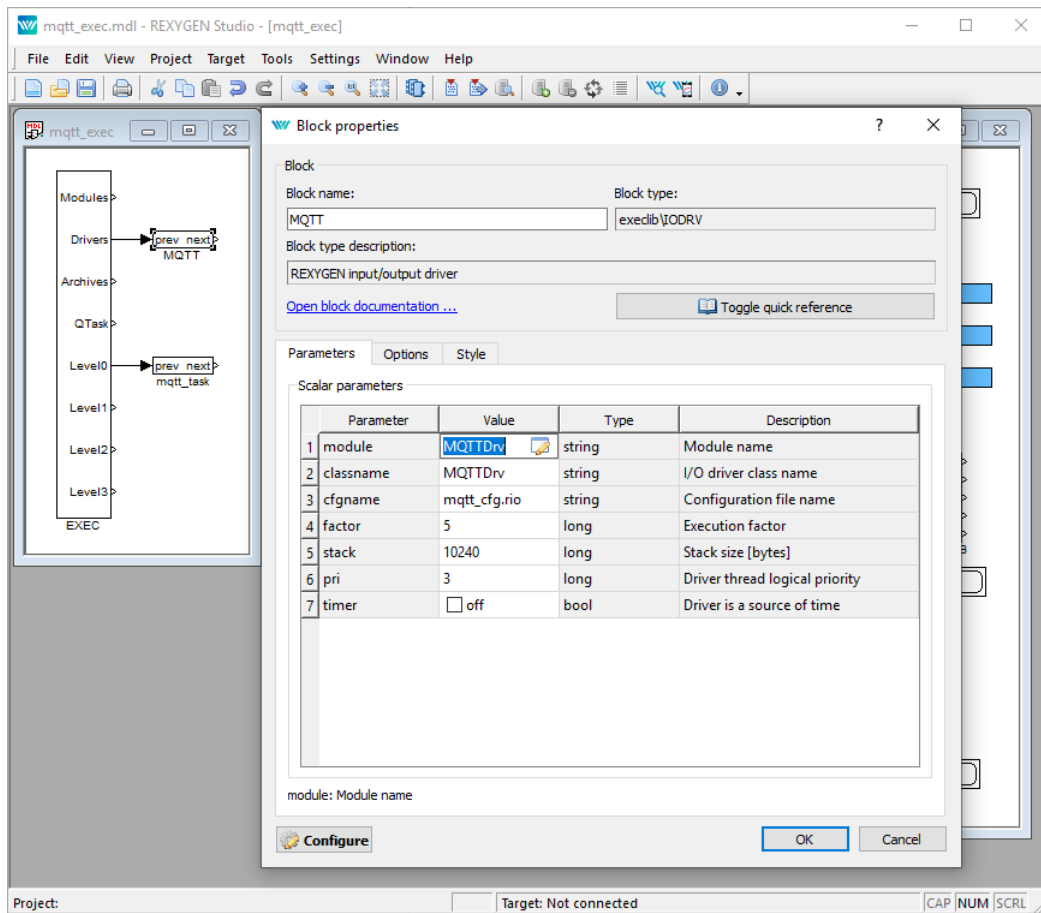 mqtt_exec.mdl - REXYGEN Studio - [mqtt_exec]
File Edit View Project Target Tools Settings Window Help
mqtt_exec
Modules
Drivers
prev next
MQTT
Archives
QTask
Level0
prev next
mqtt_task
Level1
Level2
Level3
EXEC
Block properties
Block
Block name: Block type:
MQTT execlib\IODRV
Block type description:
REXYGEN input/output driver
Open block documentation ... Toggle quick reference
Parameters Options Style
Scalar parameters
Parameter Value Type Description
1 module MQTTDrv string Module name
2 classname MQTTDrv string I/O driver class name
3 cfgname mqtt_cfg.rio string Configuration file name
4 factor 5 long Execution factor
5 stack 10240 long Stack size [bytes]
6 pri 3 long Driver thread logical priority
7 timer off bool Driver is a source of time
module: Module name
Configure OK Cancel
Project: Target: Not connected CAP NUM SCRL